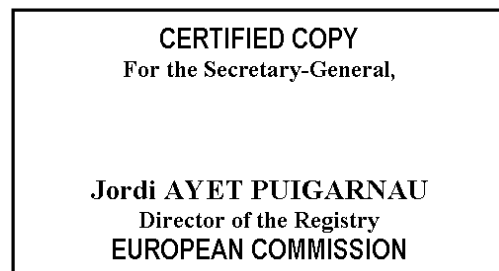 CERTIFIED COPY
For the Secretary-General,
Jordi AYET PUIGARNAU
Director of the Registry
EUROPEAN COMMISSION